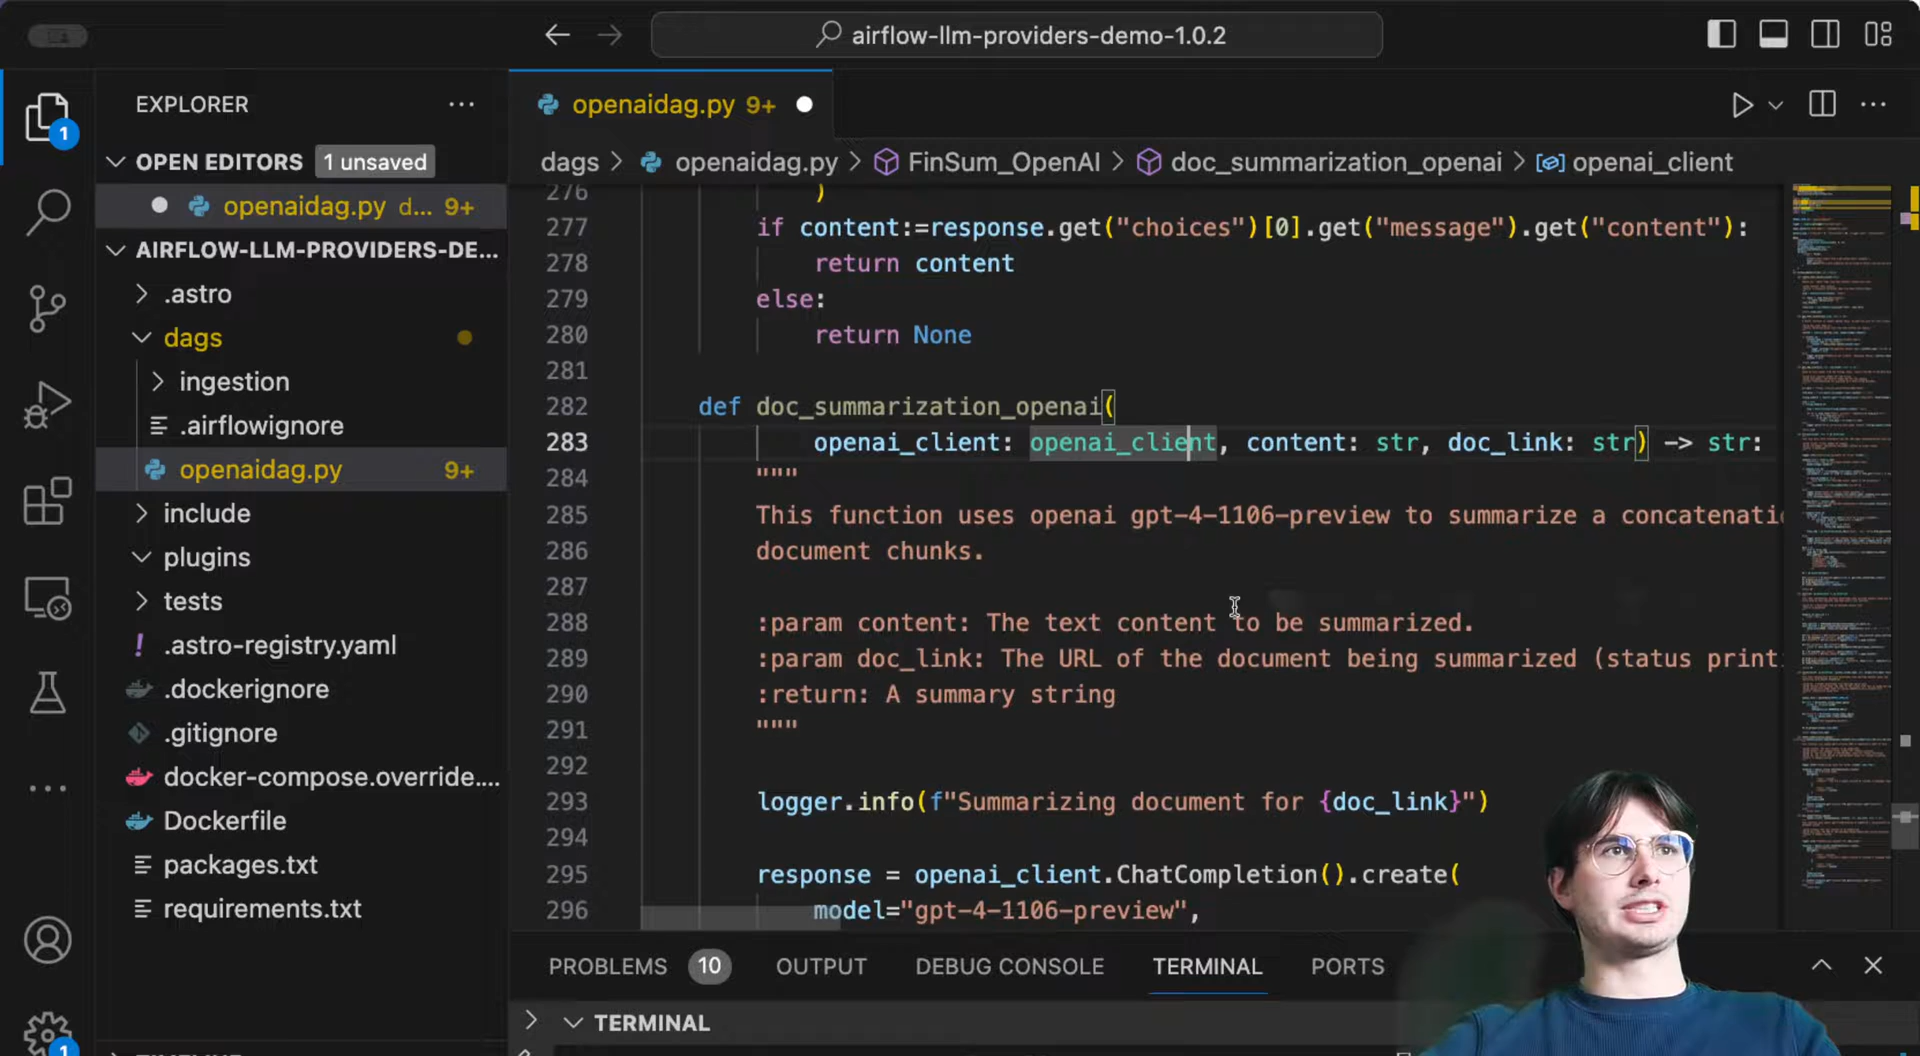 airflow-llm-providers-demo-1.0.2
EXPLORER
OPEN EDITORS 1 unsaved
openaidag.py d... 9+
AIRFLOW-LLM-PROVIDERS-DE...
.astro
dags
ingestion
.airflowignore
openaidag.py 9+
include
plugins
tests
.astro-registry.yaml
.dockerignore
.gitignore
docker-compose.override....
Dockerfile
packages.txt
requirements.txt
1
1
openaidag.py 9+
dags > openaidag.py > FinSum_OpenAI > doc_summarization_openai > openai_client
276 )
277 if content:=response.get("choices")[0].get("message").get("content"):
278 return content
279 else:
280 return None
281
282 def doc_summarization_openai(
283 openai_client: openai_client, content: str, doc_link: str) -> str:
284 """
285 This function uses openai gpt-4-1106-preview to summarize a concatenati
286 document chunks.
287
288 :param content: The text content to be summarized.
289 :param doc_link: The URL of the document being summarized (status print
290 :return: A summary string
291 """
292
293 logger.info(f"Summarizing document for {doc_link}")
294
295 response = openai_client.ChatCompletion().create(
296 model="gpt-4-1106-preview",
PROBLEMS 10 OUTPUT DEBUG CONSOLE TERMINAL PORTS
TERMINAL